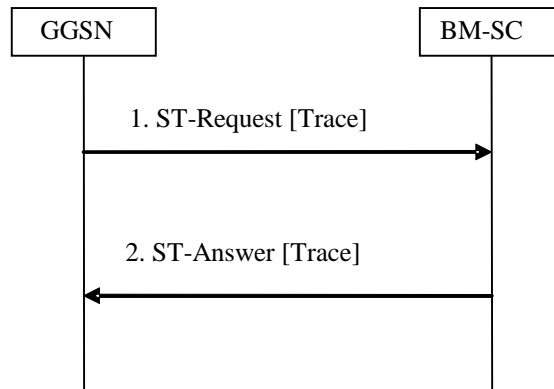 GGSN
BM-SC
1. ST-Request [Trace]
2. ST-Answer [Trace]